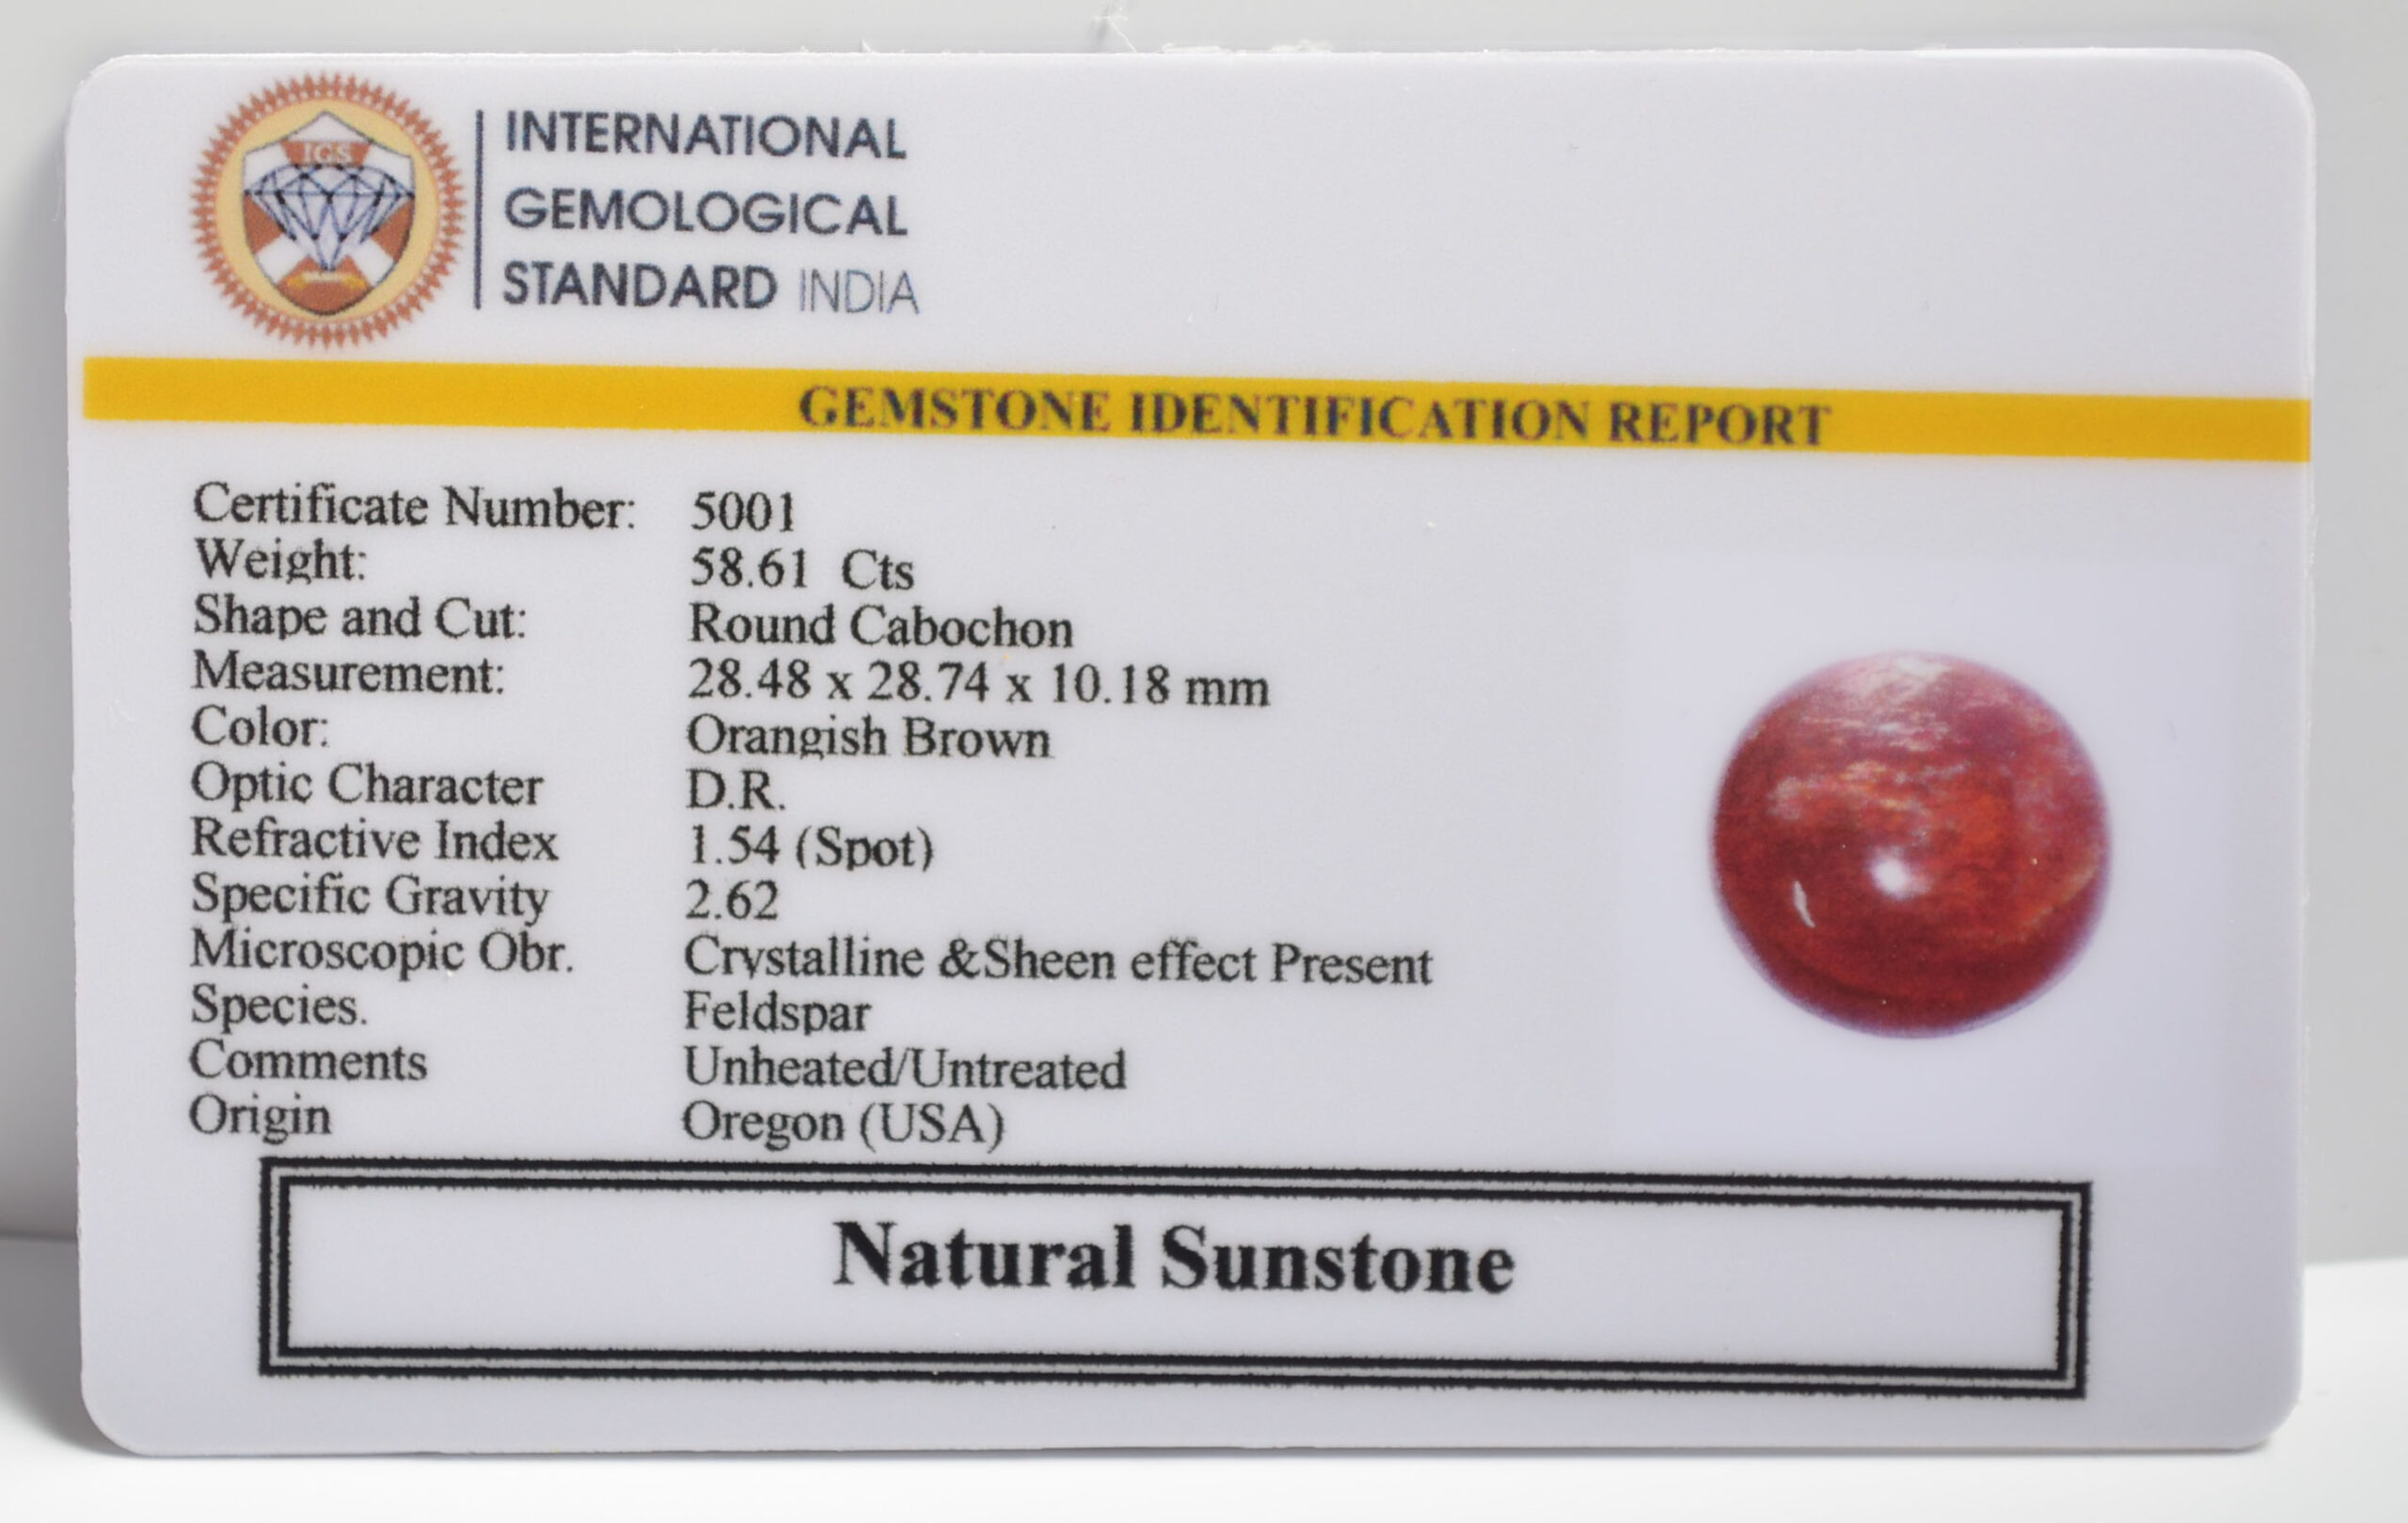 IGS
INTERNATIONAL
GEMOLOGICAL
STANDARD INDIA
GEMSTONE IDENTIFICATION REPORT
Certificate Number: 5001
Weight: 58.61 Cts
Shape and Cut: Round Cabochon
Measurement: 28.48 x 28.74 x 10.18 mm
Color: Orangish Brown
Optic Character D.R.
Refractive Index 1.54 (Spot)
Specific Gravity 2.62
Microscopic Obr. Crystalline &Sheen effect Present
Species. Feldspar
Comments Unheated/Untreated
Origin Oregon (USA)
Natural Sunstone